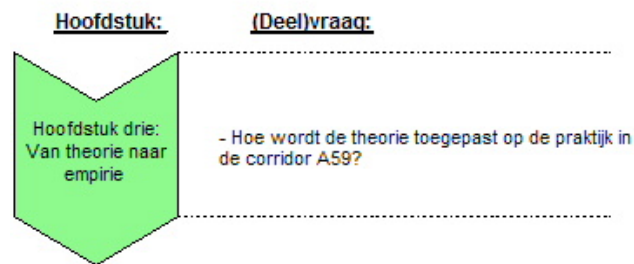 Hoofdstuk: (Deel)vraag:
Hoofdstuk drie:
Van theorie naar
empirie
- Hoe wordt de theorie toegepast op de praktijk in
de corridor A59?